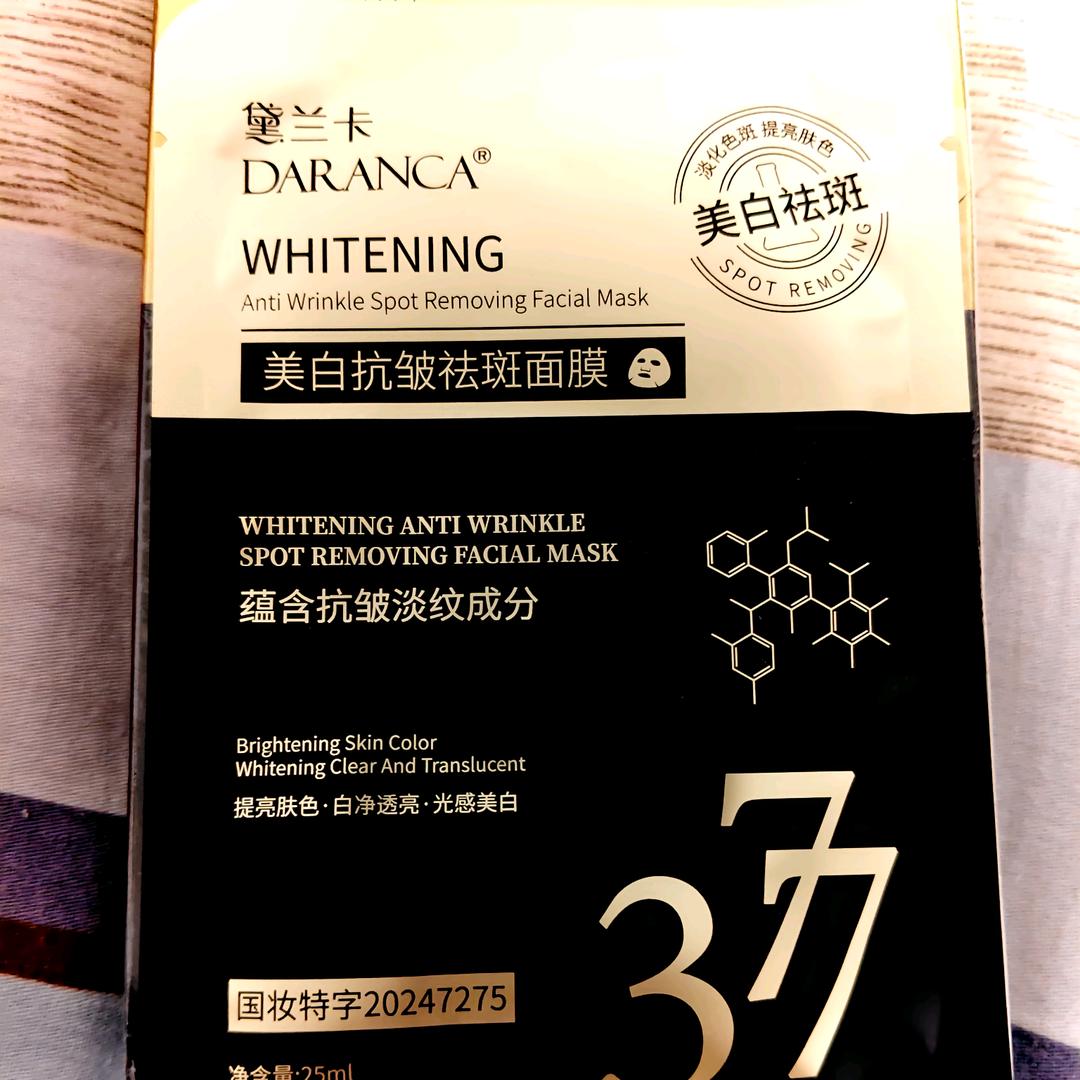 黛兰卡
DARANCA®
淡化色斑 提亮肤色
美白祛斑
SPOT REMOVING
WHITENING
Anti Wrinkle Spot Removing Facial Mask
美白抗皱祛斑面膜
WHITENING ANTI WRINKLE
SPOT REMOVING FACIAL MASK
蕴含抗皱淡纹成分
Brightening Skin Color
Whitening Clear And Translucent
提亮肤色·白净透亮·光感美白
377
国妆特字20247275
净含量:25ml